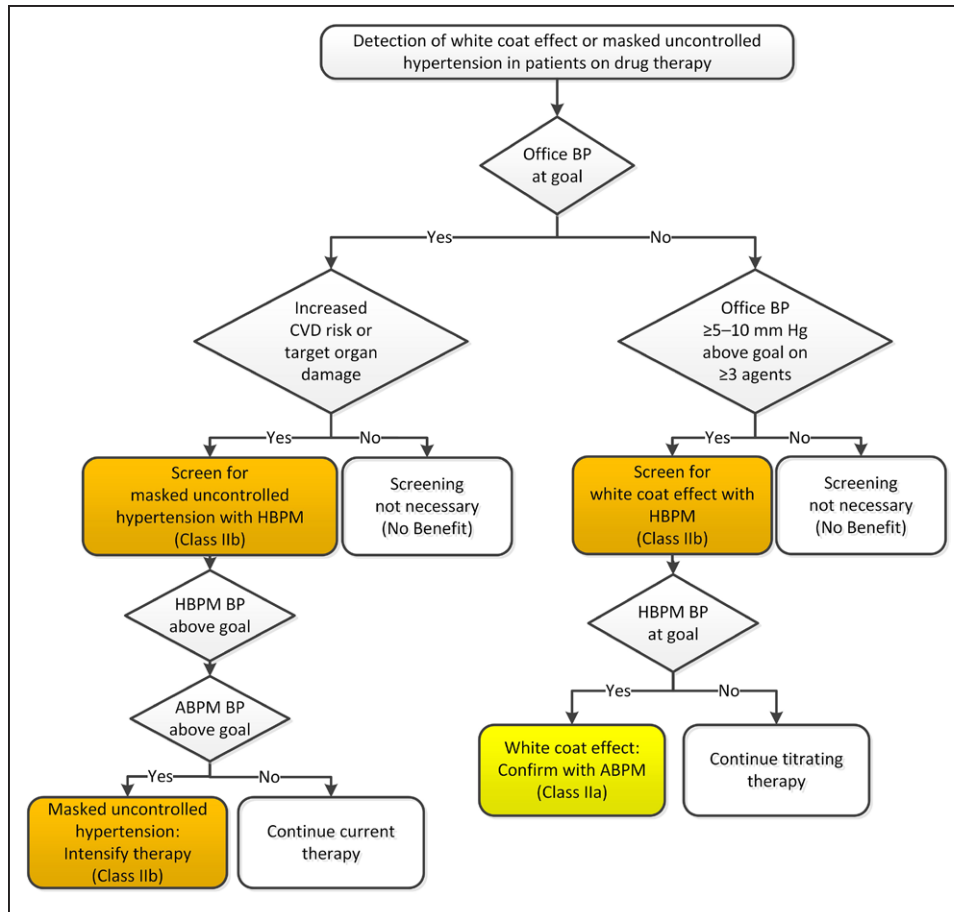 Detection of white coat effect or masked uncontrolled
hypertension in patients on drug therapy
Office BP
at goal
Yes
No
Increased
CVD risk or
target organ
damage
Office BP
≥5–10 mm Hg
above goal on
≥3 agents
Yes
No
Yes
No
Screen for
masked uncontrolled
hypertension with HBPM
(Class IIb)
Screening
not necessary
(No Benefit)
Screen for
white coat effect with
HBPM
(Class IIb)
Screening
not necessary
(No Benefit)
HBPM BP
above goal
HBPM BP
at goal
ABPM BP
above goal
Yes
No
Yes
No
White coat effect:
Confirm with ABPM
(Class IIa)
Continue titrating
therapy
Masked uncontrolled
hypertension:
Intensify therapy
(Class IIb)
Continue current
therapy